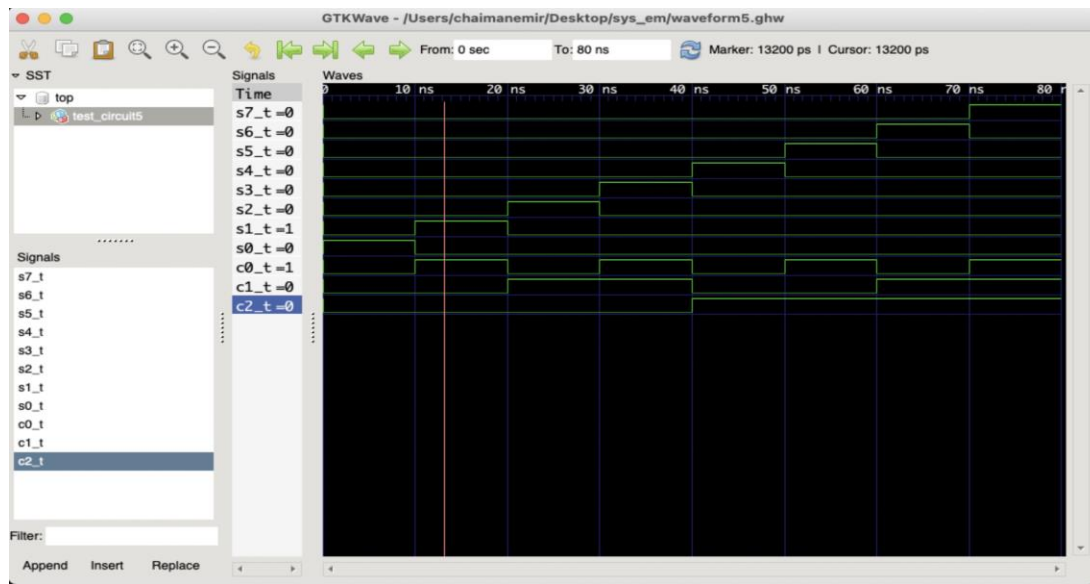 GTKWave - /Users/chaimanemir/Desktop/sys_em/waveform5.ghw
From: 0 sec To: 80 ns Marker: 13200 ps | Cursor: 13200 ps
SST
top
test_circuit5
Signals
s7_t
s6_t
s5_t
s4_t
s3_t
s2_t
s1_t
s0_t
c0_t
c1_t
c2_t
Filter:
Append Insert Replace
Signals
Time
s7_t =0
s6_t =0
s5_t =0
s4_t =0
s3_t =0
s2_t =0
s1_t =1
s0_t =0
c0_t =1
c1_t =0
c2_t =0
Waves
0 10 ns 20 ns 30 ns 40 ns 50 ns 60 ns 70 ns 80